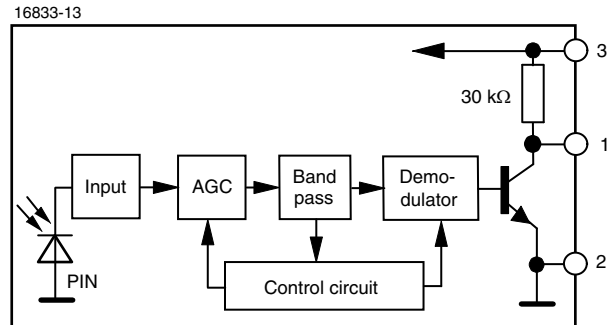 16833-13
3
30 kΩ
1
Input
AGC
Band
pass
Demo-
dulator
2
PIN
Control circuit